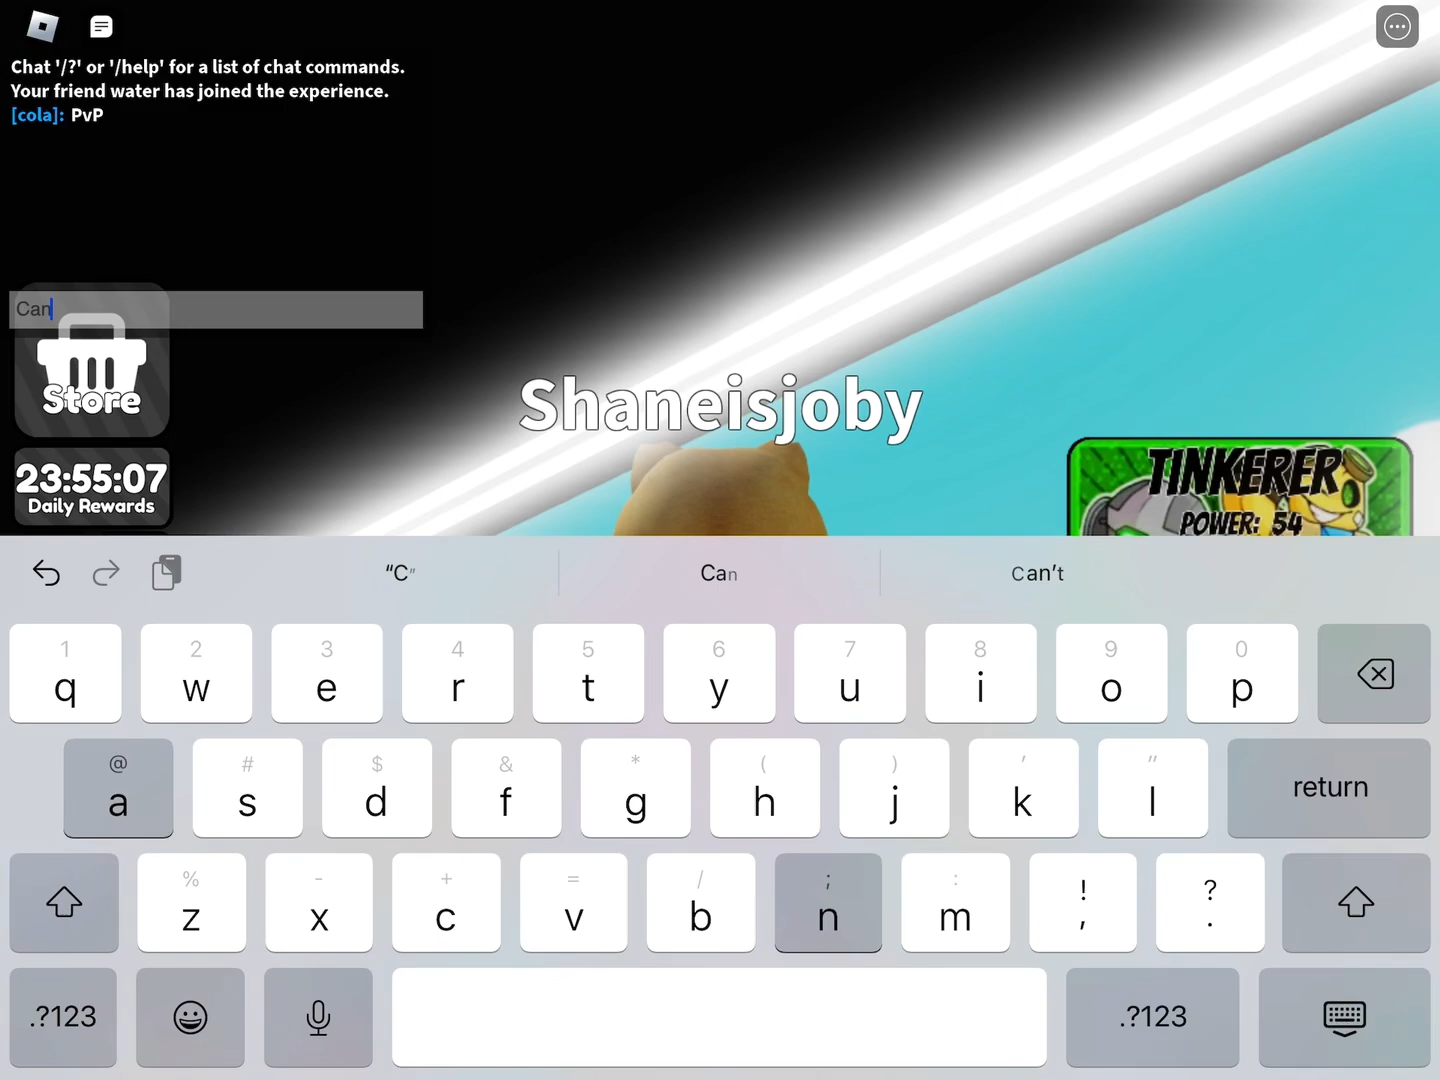 Chat '/?' or '/help' for a list of chat commands.
Your friend water has joined the experience.
[cola]: PvP
Can
Store
Shaneisjoby
23:55:07
Daily Rewards
TINKERER
POWER: 54
"C" Can Can't
1 2 3 4 5 6 7 8 9 0
q w e r t y u i o p
@ # $ & * ( ) ' "
a s d f g h j k l return
% - + = / ; : ! ?
z x c v b n m , .
.?123 .?123